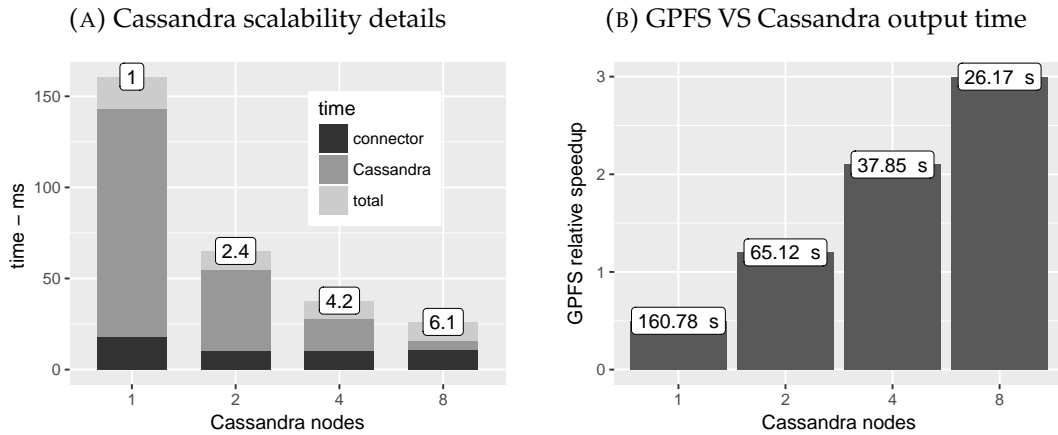 (A) Cassandra scalability details
150
100
50
0
time − ms
1
2.4
4.2
6.1
time
connector
Cassandra
total
1 2 4 8
Cassandra nodes
(B) GPFS VS Cassandra output time
3
2
1
0
GPFS relative speedup
160.78 s
65.12 s
37.85 s
26.17 s
1 2 4 8
Cassandra nodes